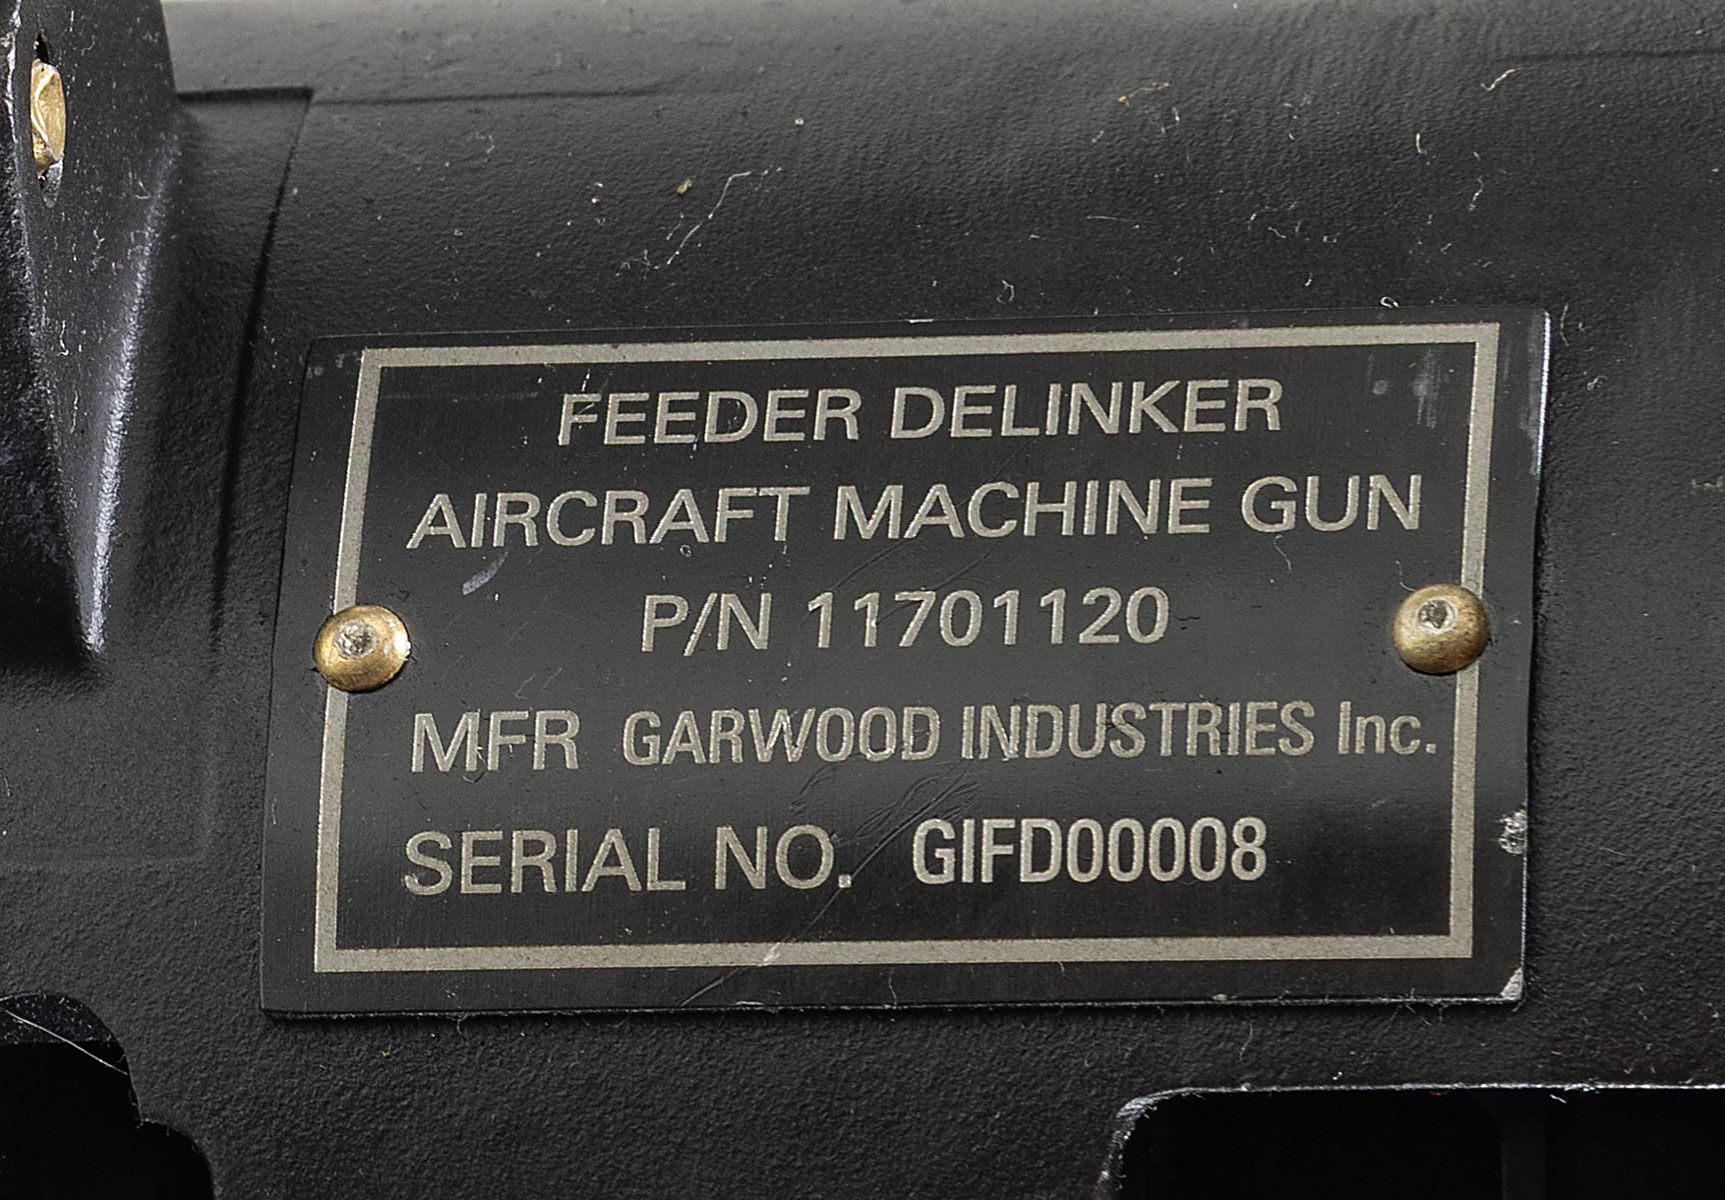 FEEDER DELINKER
AIRCRAFT MACHINE GUN
P/N 11701120
MFR GARWOOD INDUSTRIES Inc.
SERIAL NO. GIFD00008